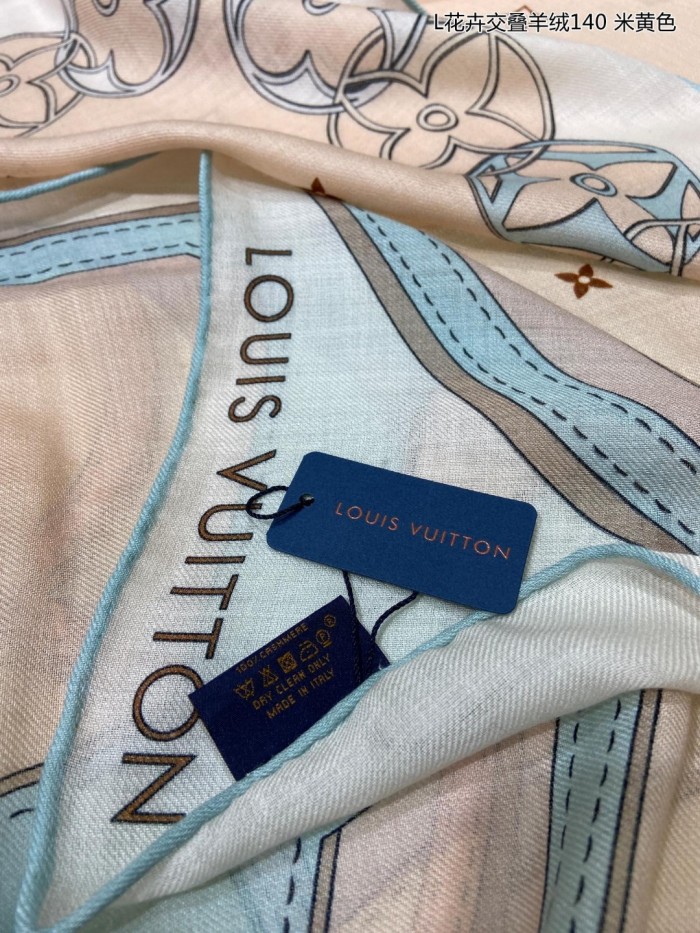 L花卉交叠羊绒140 米黄色
LOUIS VUITTON
LOUIS VUITTON
100% CASHMERE
DRY CLEAN ONLY
MADE IN ITALY